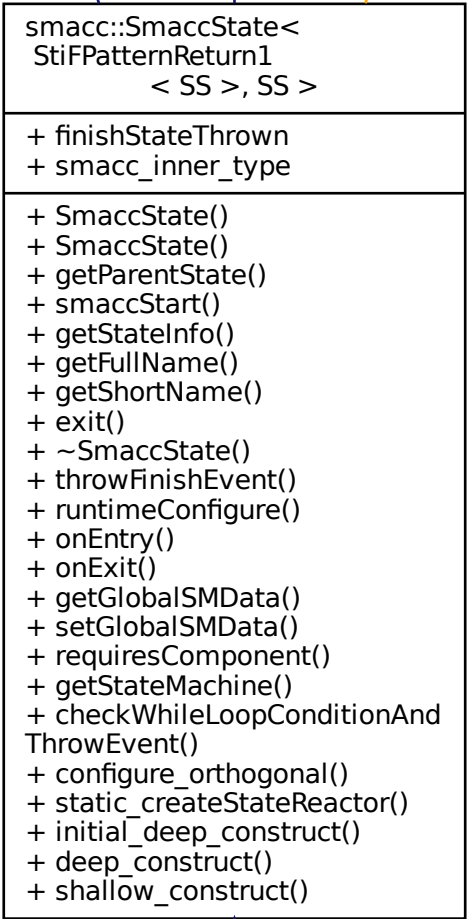 smacc::SmaccState<
StiFPatternReturn1
< SS >, SS >
+ finishStateThrown
+ smacc_inner_type
+ SmaccState()
+ SmaccState()
+ getParentState()
+ smaccStart()
+ getStateInfo()
+ getFullName()
+ getShortName()
+ exit()
+ ~SmaccState()
+ throwFinishEvent()
+ runtimeConfigure()
+ onEntry()
+ onExit()
+ getGlobalSMData()
+ setGlobalSMData()
+ requiresComponent()
+ getStateMachine()
+ checkWhileLoopConditionAnd
ThrowEvent()
+ configure_orthogonal()
+ static_createStateReactor()
+ initial_deep_construct()
+ deep_construct()
+ shallow_construct()